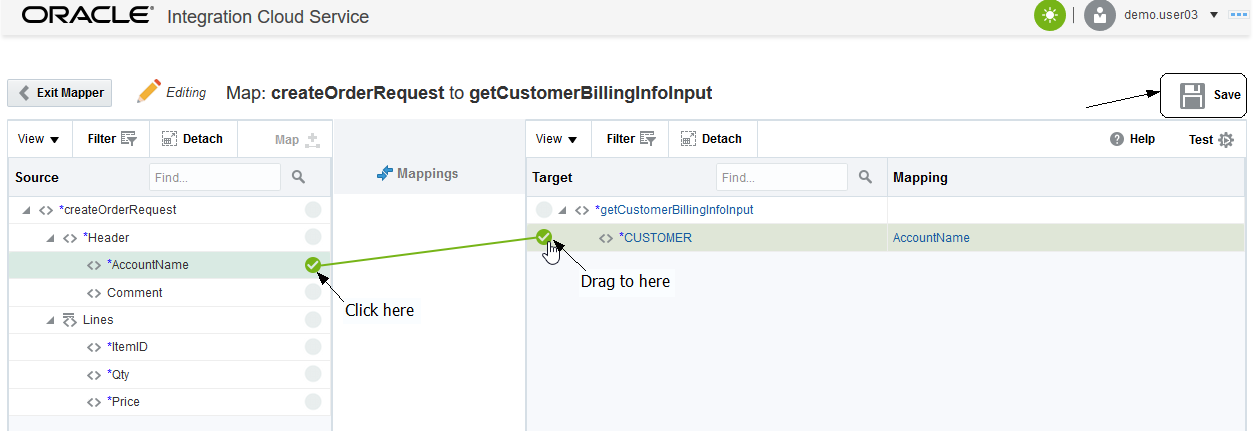 ORACLE® Integration Cloud Service demo.user03
Exit Mapper Editing Map: createOrderRequest to getCustomerBillingInfoInput Save
View Filter Detach Map View Filter Detach Help Test
Source Find... Mappings Target Find... Mapping
*createOrderRequest *getCustomerBillingInfoInput
*Header *CUSTOMER AccountName
*AccountName
Drag to here
Comment
Click here
Lines
*ItemID
*Qty
*Price